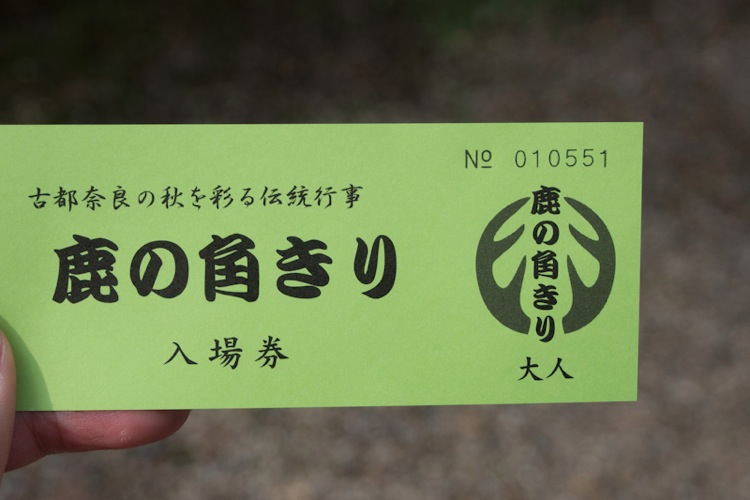 古都奈良の秋を彩る伝統行事
鹿の角きり
入場券
№ 010551
鹿の角きり
大人